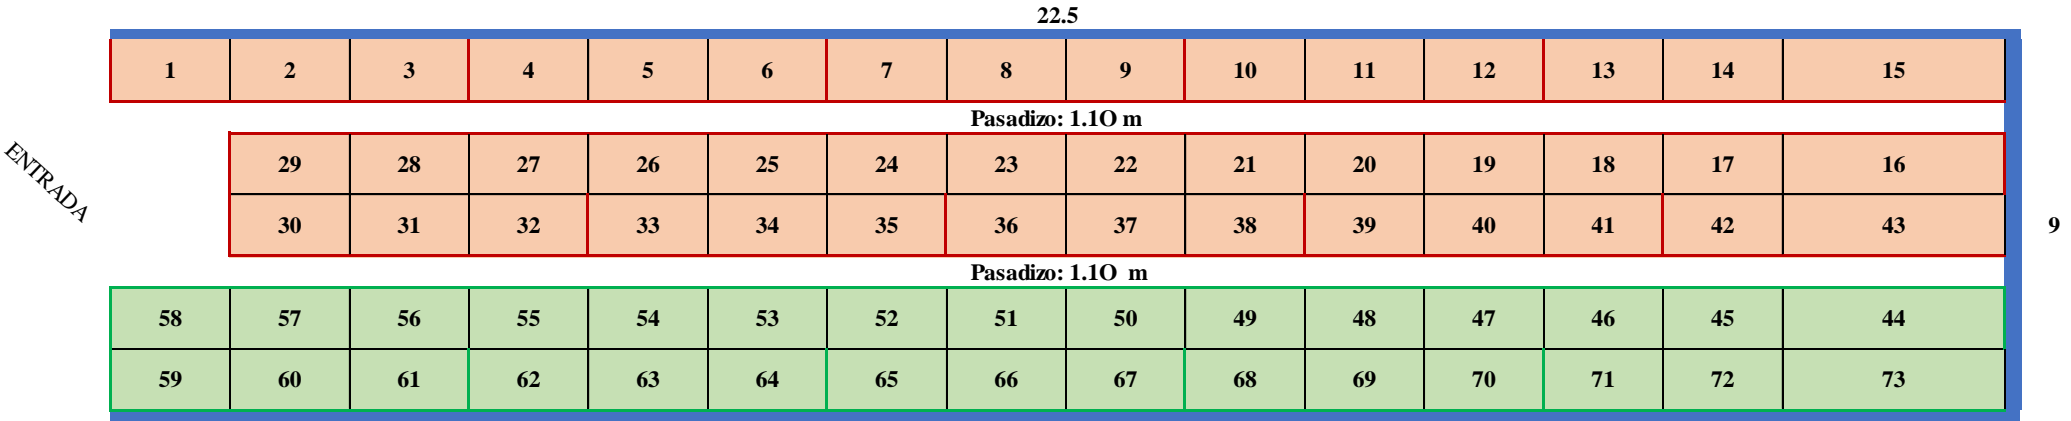 22.5
1 2 3 4 5 6 7 8 9 10 11 12 13 14 15
Pasadizo: 1.1O m
ENTRADA
29 28 27 26 25 24 23 22 21 20 19 18 17 16
30 31 32 33 34 35 36 37 38 39 40 41 42 43
9
Pasadizo: 1.1O m
58 57 56 55 54 53 52 51 50 49 48 47 46 45 44
59 60 61 62 63 64 65 66 67 68 69 70 71 72 73